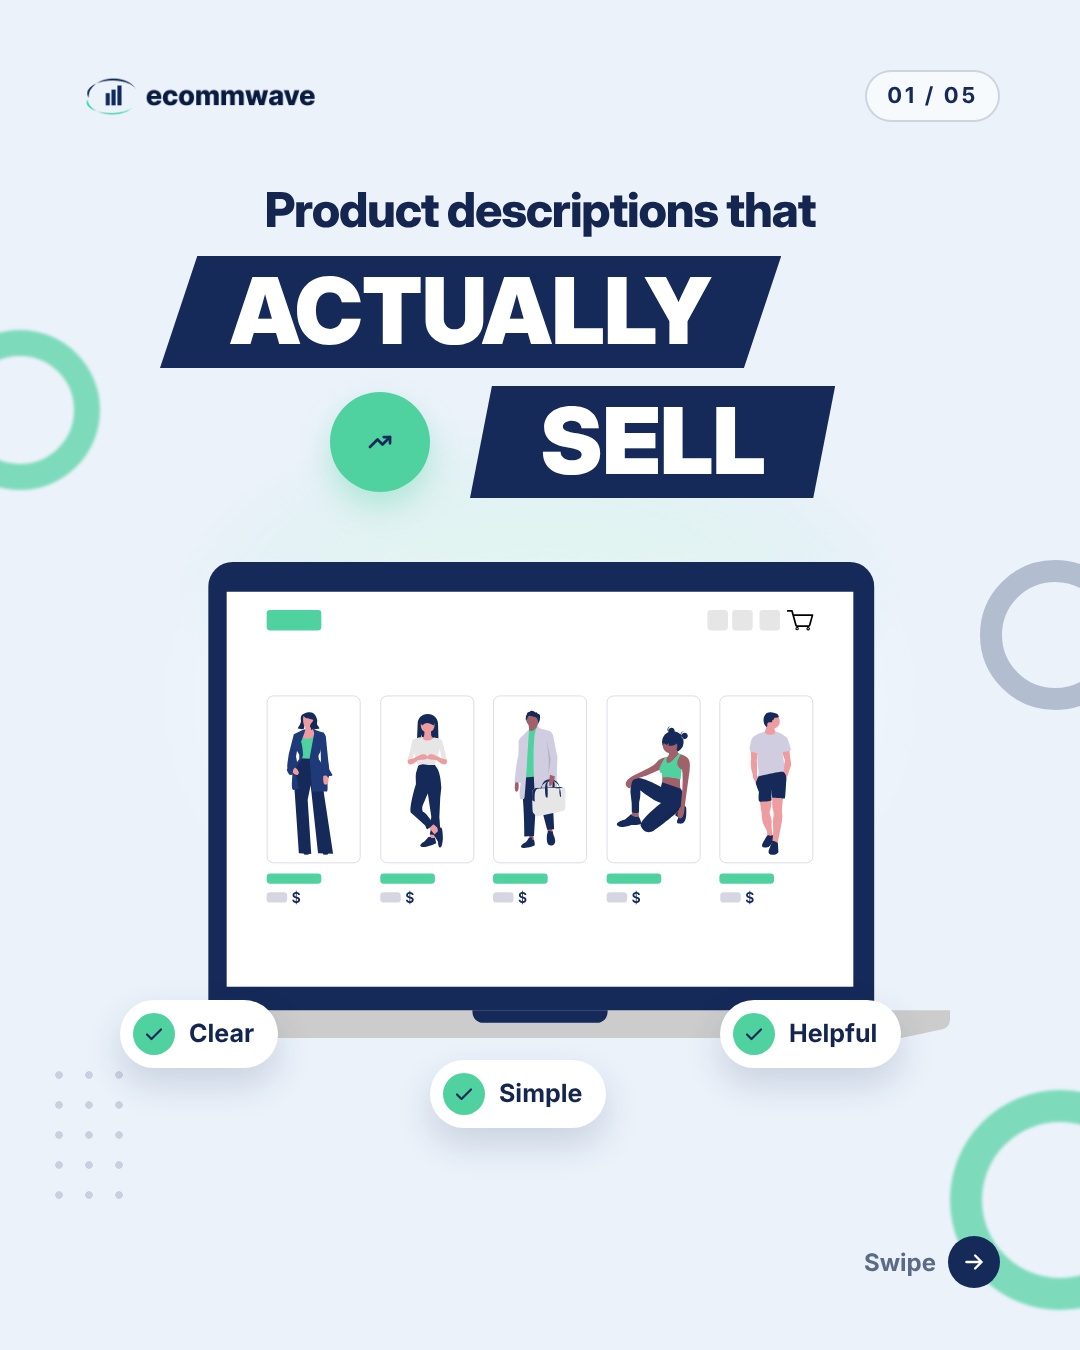 ecommwave
01 / 05
Product descriptions that
ACTUALLY
SELL
$ $ $ $ $
Clear
Helpful
Simple
Swipe